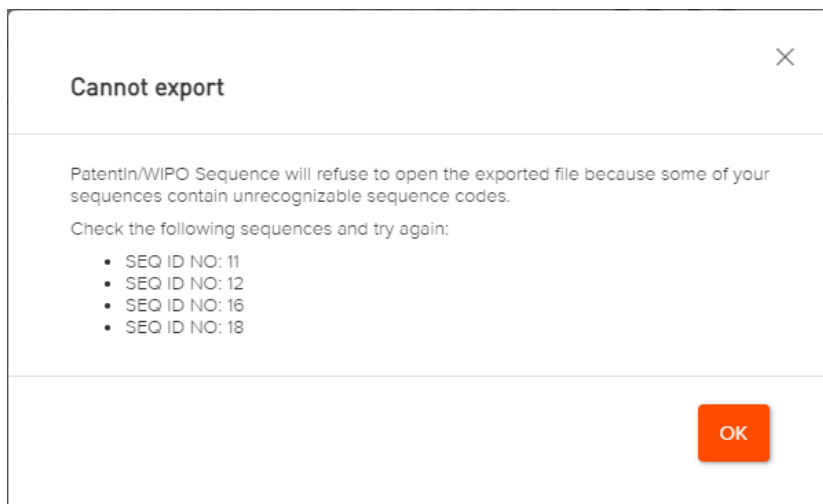 Cannot export
PatentIn/WIPO Sequence will refuse to open the exported file because some of your
sequences contain unrecognizable sequence codes.
Check the following sequences and try again:
• SEQ ID NO: 11
• SEQ ID NO: 12
• SEQ ID NO: 16
• SEQ ID NO: 18
OK